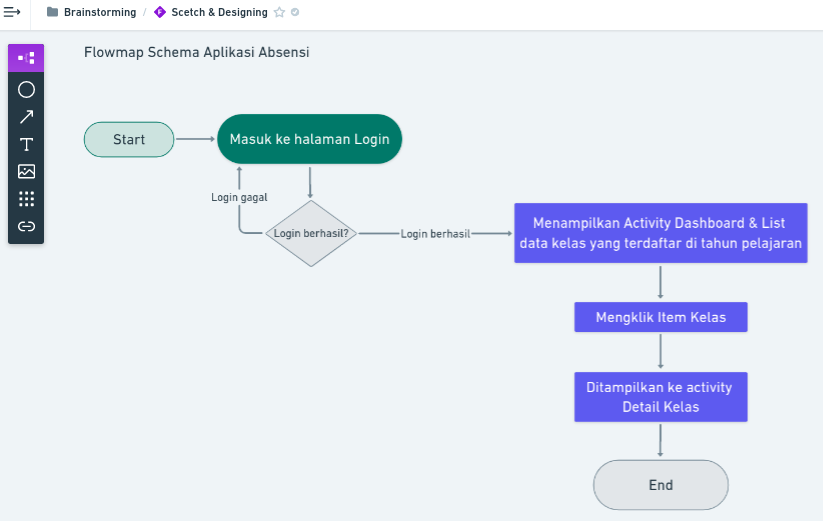 Brainstorming / Scetch & Designing
Flowmap Schema Aplikasi Absensi
Start
Masuk ke halaman Login
Login gagal
Login berhasil?
Login berhasil
Menampilkan Activity Dashboard & List
data kelas yang terdaftar di tahun pelajaran
Mengklik Item Kelas
Ditampilkan ke activity
Detail Kelas
End